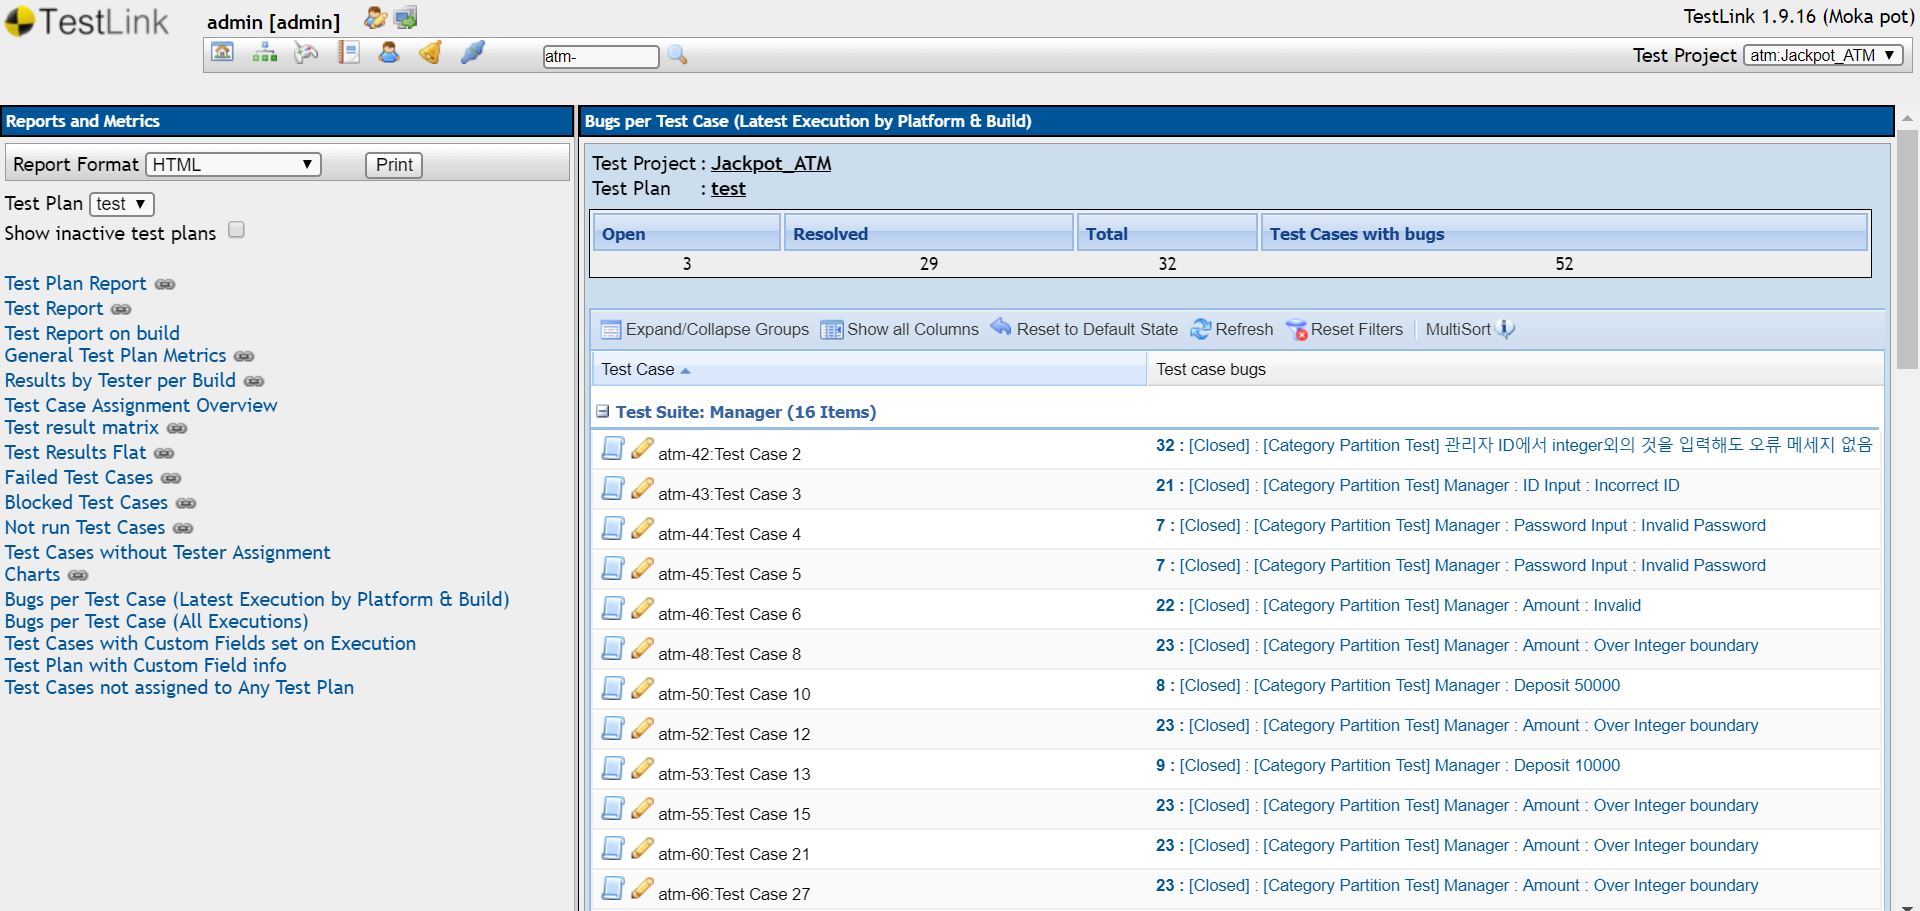 TestLink
admin [admin]
TestLink 1.9.16 (Moka pot)
atm-
Test Project atm:Jackpot_ATM
Reports and Metrics
Report Format HTML Print
Test Plan test
Show inactive test plans
Test Plan Report
Test Report
Test Report on build
General Test Plan Metrics
Results by Tester per Build
Test Case Assignment Overview
Test result matrix
Test Results Flat
Failed Test Cases
Blocked Test Cases
Not run Test Cases
Test Cases without Tester Assignment
Charts
Bugs per Test Case (Latest Execution by Platform & Build)
Bugs per Test Case (All Executions)
Test Cases with Custom Fields set on Execution
Test Plan with Custom Field info
Test Cases not assigned to Any Test Plan
Bugs per Test Case (Latest Execution by Platform & Build)
Test Project : Jackpot_ATM
Test Plan : test
Open Resolved Total Test Cases with bugs
3 29 32 52
Expand/Collapse Groups Show all Columns Reset to Default State Refresh Reset Filters MultiSort
Test Case Test case bugs
Test Suite: Manager (16 Items)
atm-42:Test Case 2 32 : [Closed] : [Category Partition Test] 관리자 ID에서 integer외의 것을 입력해도 오류 메세지 없음
atm-43:Test Case 3 21 : [Closed] : [Category Partition Test] Manager : ID Input : Incorrect ID
atm-44:Test Case 4 7 : [Closed] : [Category Partition Test] Manager : Password Input : Invalid Password
atm-45:Test Case 5 7 : [Closed] : [Category Partition Test] Manager : Password Input : Invalid Password
atm-46:Test Case 6 22 : [Closed] : [Category Partition Test] Manager : Amount : Invalid
atm-48:Test Case 8 23 : [Closed] : [Category Partition Test] Manager : Amount : Over Integer boundary
atm-50:Test Case 10 8 : [Closed] : [Category Partition Test] Manager : Deposit 50000
atm-52:Test Case 12 23 : [Closed] : [Category Partition Test] Manager : Amount : Over Integer boundary
atm-53:Test Case 13 9 : [Closed] : [Category Partition Test] Manager : Deposit 10000
atm-55:Test Case 15 23 : [Closed] : [Category Partition Test] Manager : Amount : Over Integer boundary
atm-60:Test Case 21 23 : [Closed] : [Category Partition Test] Manager : Amount : Over Integer boundary
atm-66:Test Case 27 23 : [Closed] : [Category Partition Test] Manager : Amount : Over Integer boundary